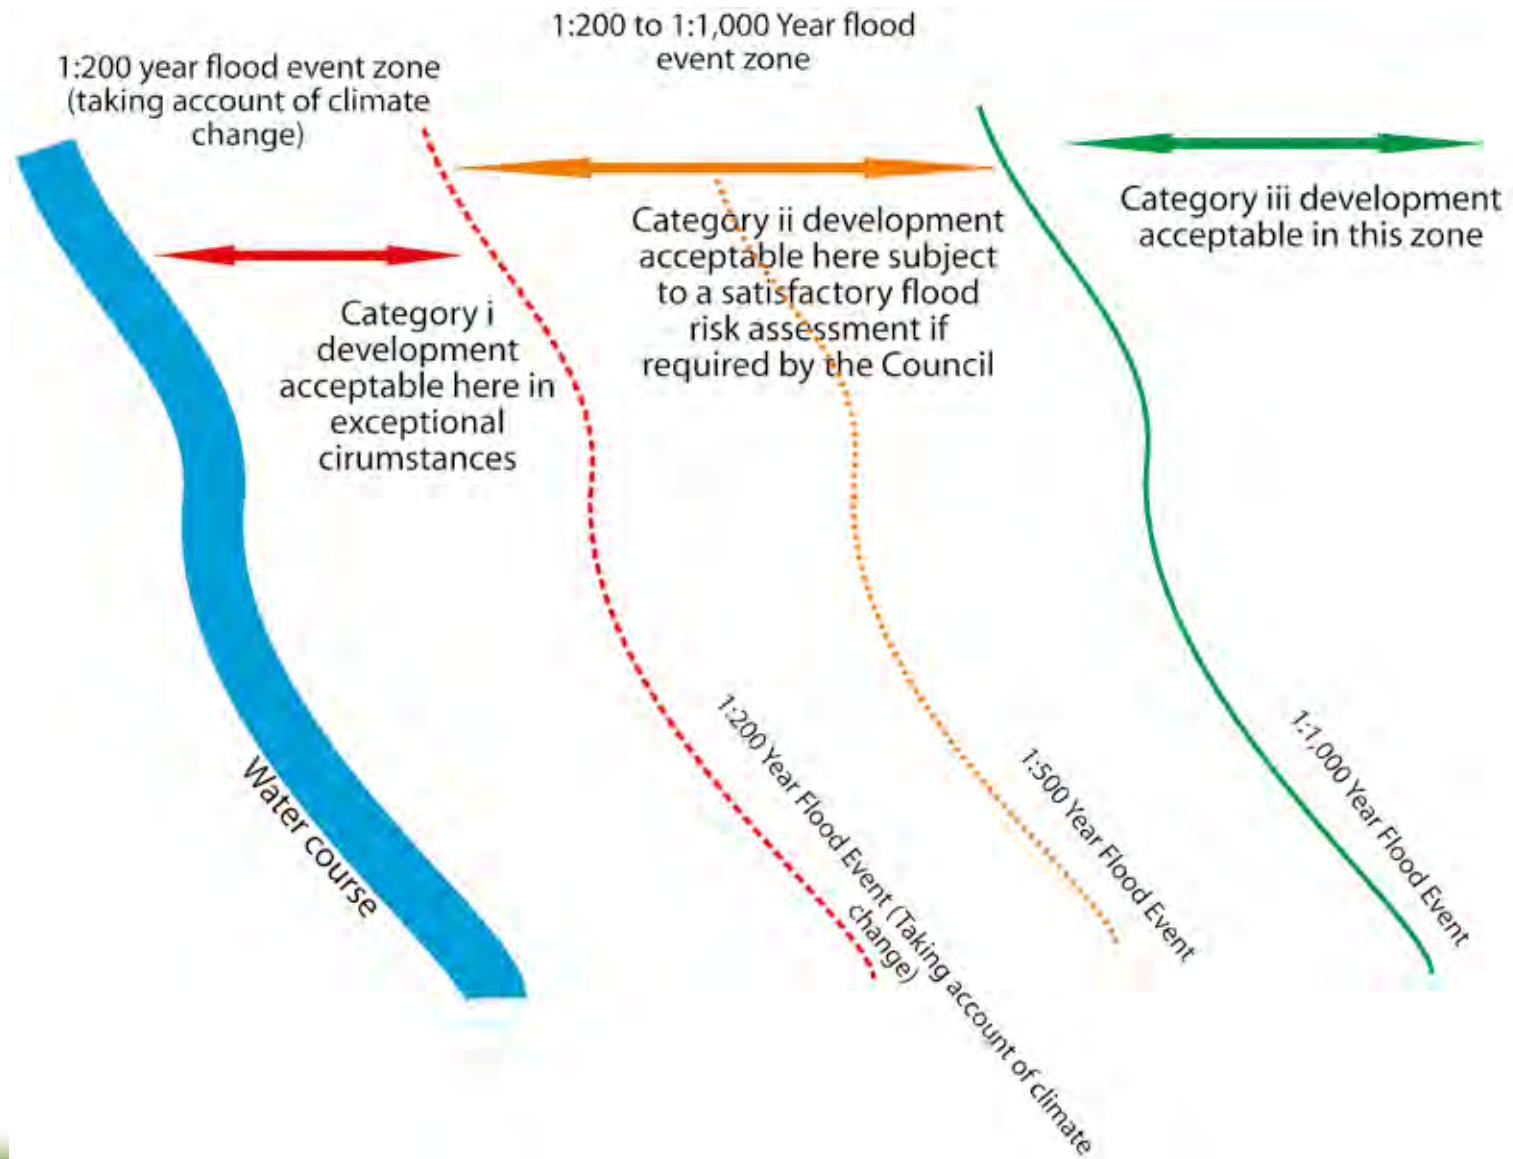 1:200 to 1:1,000 Year flood
event zone
1:200 year flood event zone
(taking account of climate
change)
Category iii development
acceptable in this zone
Category ii development
acceptable here subject
to a satisfactory flood
risk assessment if
required by the Council
Category i
development
acceptable here in
exceptional
cirumstances
Water course
1:200 Year Flood Event (Taking account of climate
change)
1:500 Year Flood Event
1:1,000 Year Flood Event